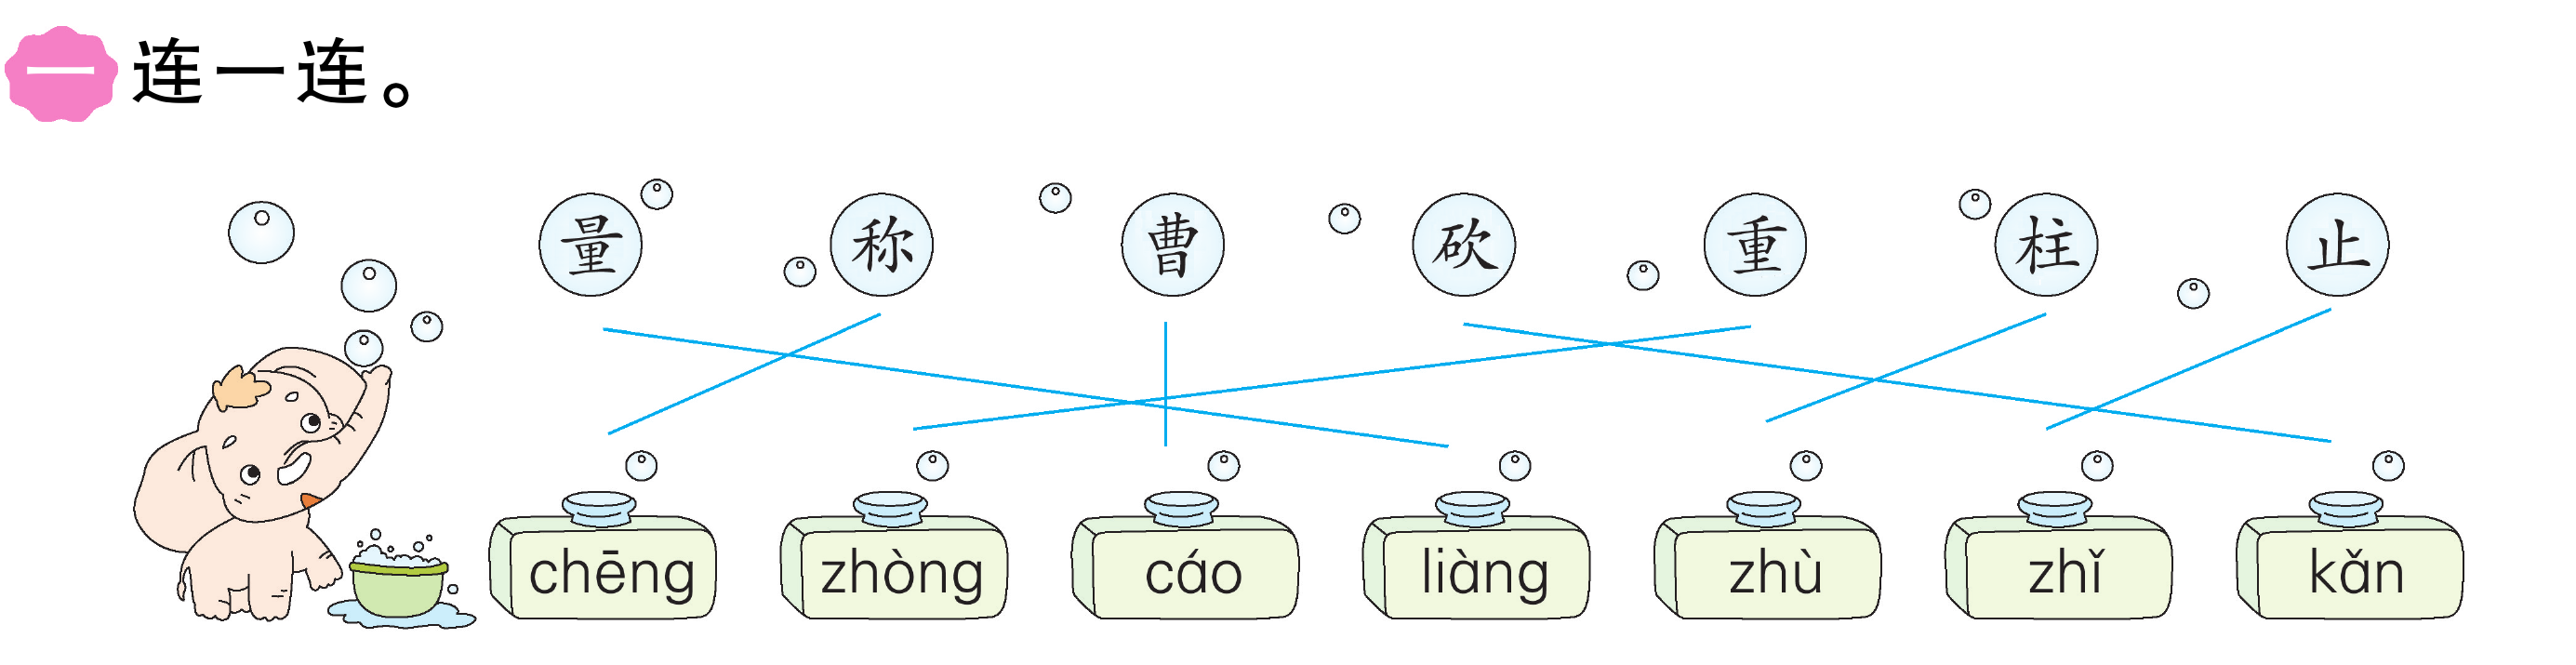 一 连一连。
量 称 曹 砍 重 柱 止
chēng zhòng cáo liàng zhù zhǐ kǎn